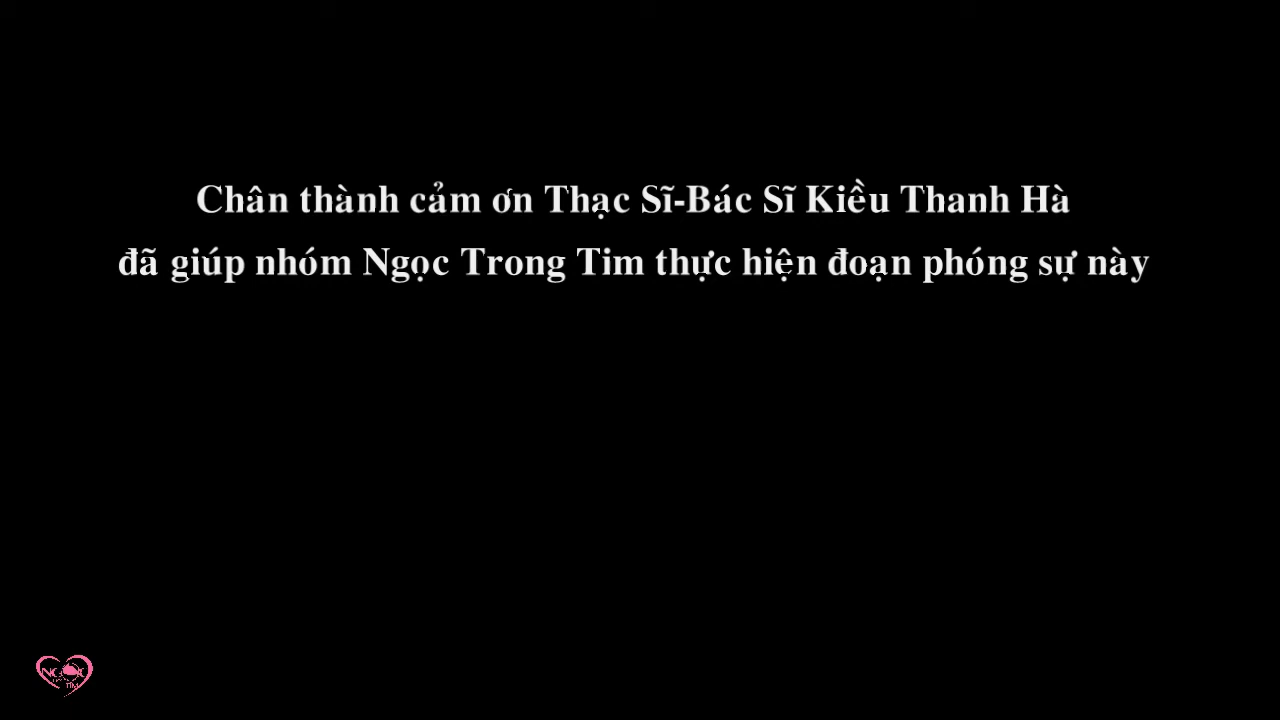 Chân thành cảm ơn Thạc Sĩ-Bác Sĩ Kiều Thanh Hà
đã giúp nhóm Ngọc Trong Tim thực hiện đoạn phóng sự này